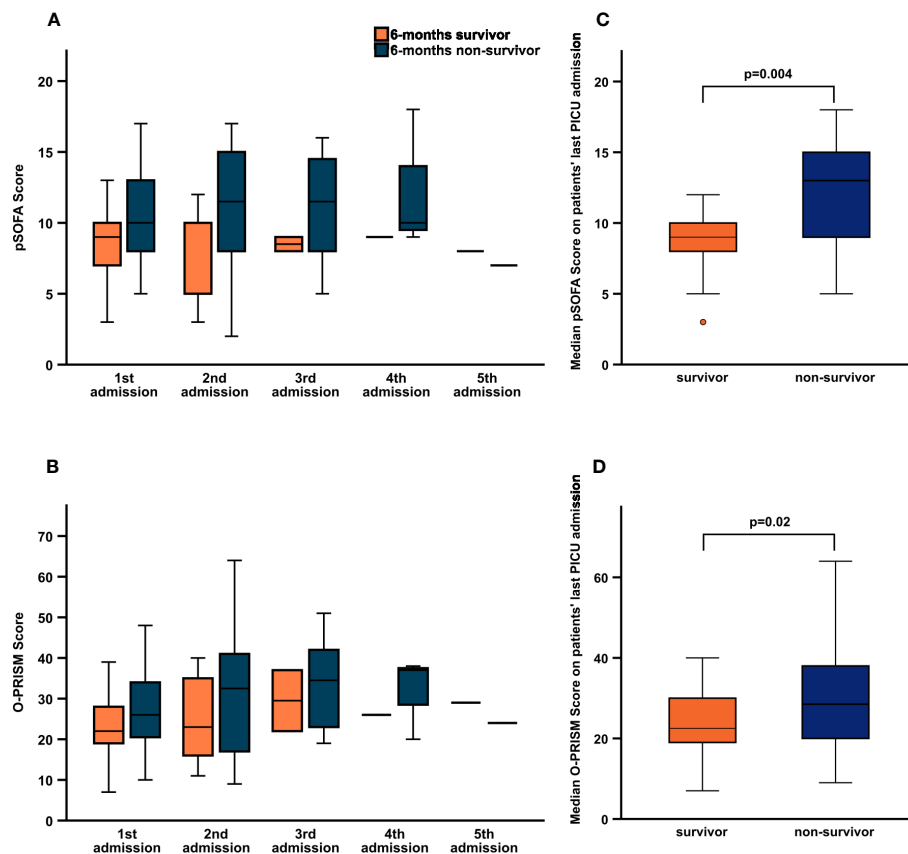 A
6-months survivor
6-months non-survivor
pSOFA Score
20
15
10
5
0
1st
admission
2nd
admission
3rd
admission
4th
admission
5th
admission
C
Median pSOFA Score on patients' last PICU admission
p=0.004
20
15
10
5
0
survivor
non-survivor
B
O-PRISM Score
70
60
50
40
30
20
10
0
1st
admission
2nd
admission
3rd
admission
4th
admission
5th
admission
D
Median O-PRISM Score on patients' last PICU admission
p=0.02
60
40
20
0
survivor
non-survivor